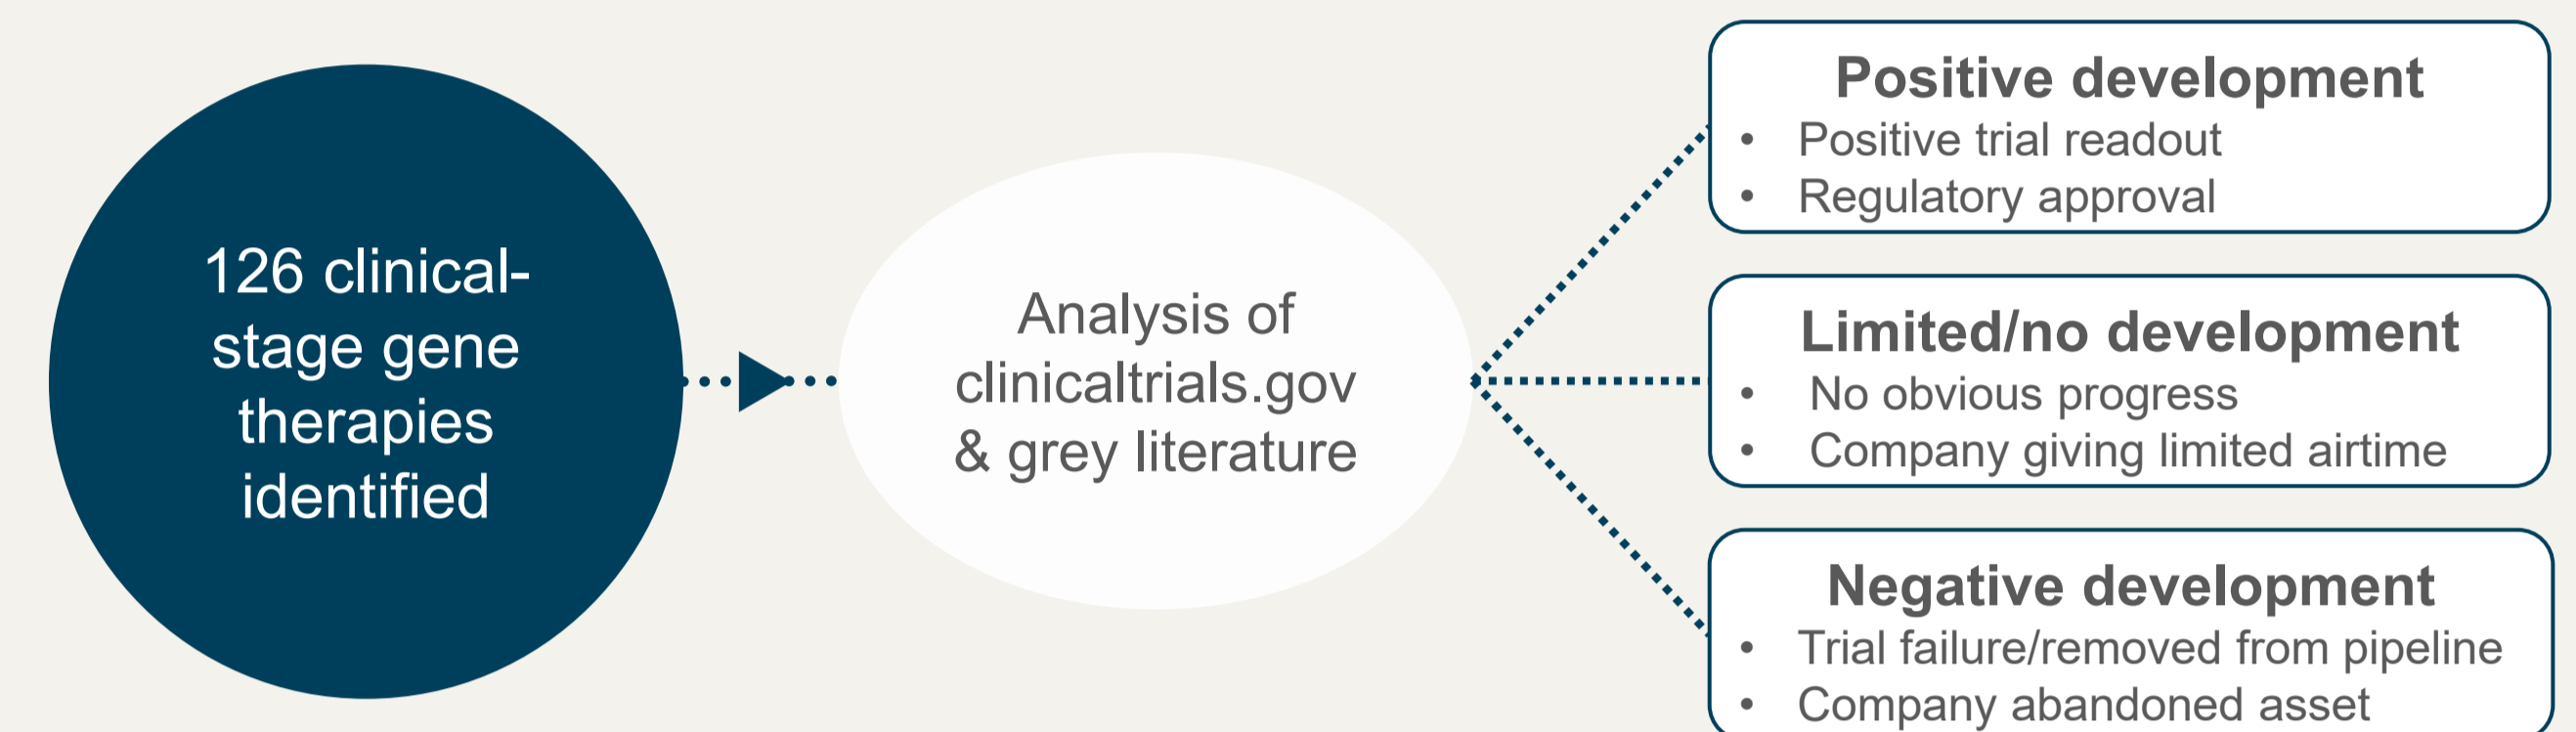 126 clinical-
stage gene
therapies
identified
Analysis of
clinicaltrials.gov
& grey literature
Positive development
• Positive trial readout
• Regulatory approval
Limited/no development
• No obvious progress
• Company giving limited airtime
Negative development
• Trial failure/removed from pipeline
• Company abandoned asset